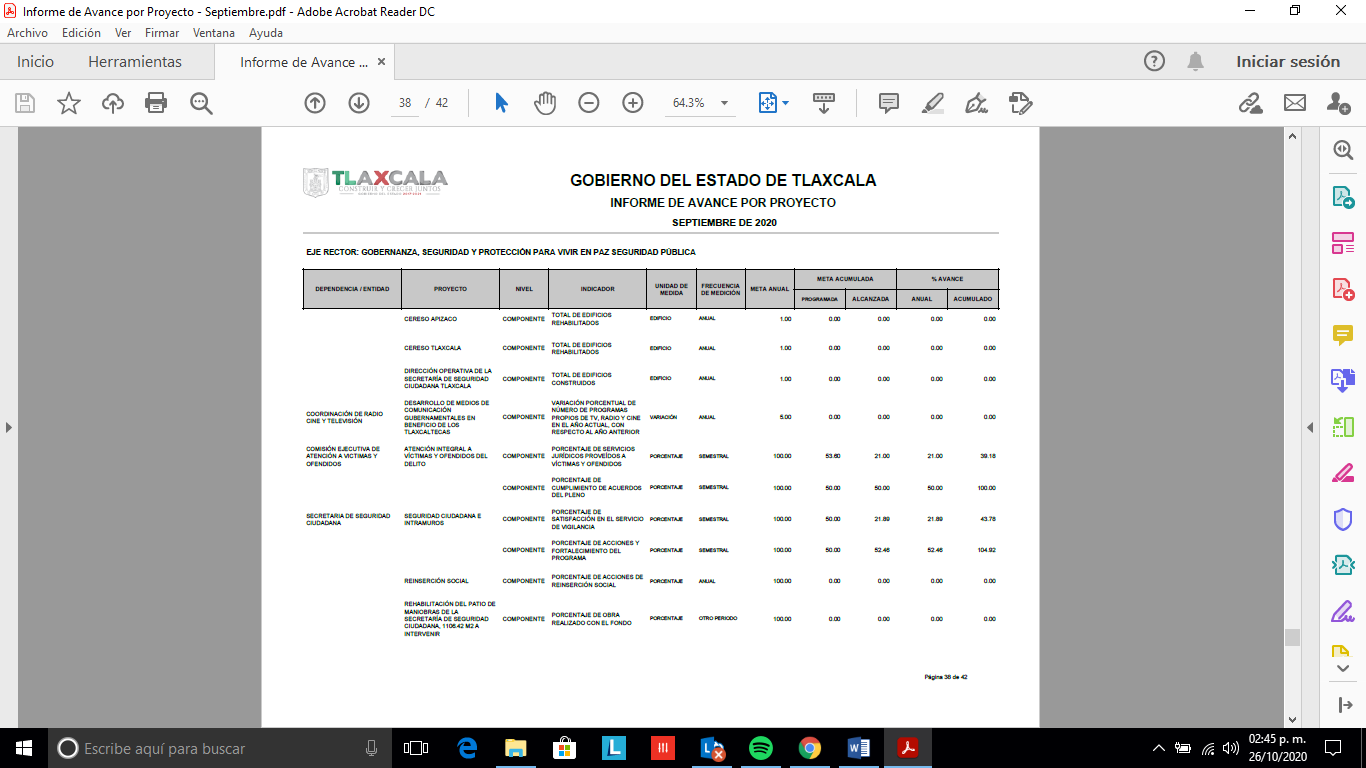 Informe de Avance por Proyecto - Septiembre.pdf - Adobe Acrobat Reader DC
Archivo Edición Ver Firmar Ventana Ayuda
Inicio Herramientas Informe de Avance ... × Iniciar sesión
38 / 42 64.3%
TLAXCALA
CONSTRUIR Y CRECER JUNTOS
GOBIERNO DEL ESTADO DE TLAXCALA
INFORME DE AVANCE POR PROYECTO
SEPTIEMBRE DE 2020
EJE RECTOR: GOBERNANZA, SEGURIDAD Y PROTECCIÓN PARA VIVIR EN PAZ SEGURIDAD PÚBLICA
DEPENDENCIA / ENTIDAD PROYECTO NIVEL INDICADOR UNIDAD DE MEDIDA FRECUENCIA DE MEDICIÓN META ANUAL META ACUMULADA % AVANCE
PROGRAMADA ALCANZADA ANUAL ACUMULADO
CERESO APIZACO COMPONENTE TOTAL DE EDIFICIOS REHABILITADOS EDIFICIO ANUAL 1.00 0.00 0.00 0.00 0.00
CERESO TLAXCALA COMPONENTE TOTAL DE EDIFICIOS REHABILITADOS EDIFICIO ANUAL 1.00 0.00 0.00 0.00 0.00
DIRECCIÓN OPERATIVA DE LA SECRETARÍA DE SEGURIDAD CIUDADANA TLAXCALA COMPONENTE TOTAL DE EDIFICIOS CONSTRUIDOS EDIFICIO ANUAL 1.00 0.00 0.00 0.00 0.00
COORDINACIÓN DE RADIO CINE Y TELEVISIÓN DESARROLLO DE MEDIOS DE COMUNICACIÓN GUBERNAMENTALES EN BENEFICIO DE LOS TLAXCALTECAS COMPONENTE VARIACIÓN PORCENTUAL DE NÚMERO DE PROGRAMAS PROPIOS DE TV, RADIO Y CINE EN EL AÑO ACTUAL, CON RESPECTO AL AÑO ANTERIOR VARIACIÓN ANUAL 5.00 0.00 0.00 0.00 0.00
COMISIÓN EJECUTIVA DE ATENCIÓN A VICTIMAS Y OFENDIDOS ATENCIÓN INTEGRAL A VÍCTIMAS Y OFENDIDOS DEL DELITO COMPONENTE PORCENTAJE DE SERVICIOS JURÍDICOS PROVEÍDOS A VÍCTIMAS Y OFENDIDOS PORCENTAJE SEMESTRAL 100.00 53.60 21.00 21.00 39.18
COMPONENTE PORCENTAJE DE CUMPLIMIENTO DE ACUERDOS DEL PLENO PORCENTAJE SEMESTRAL 100.00 50.00 50.00 50.00 100.00
SECRETARIA DE SEGURIDAD CIUDADANA SEGURIDAD CIUDADANA E INTRAMUROS COMPONENTE PORCENTAJE DE SATISFACCIÓN EN EL SERVICIO DE VIGILANCIA PORCENTAJE SEMESTRAL 100.00 50.00 21.89 21.89 43.78
COMPONENTE PORCENTAJE DE ACCIONES Y FORTALECIMIENTO DEL PROGRAMA PORCENTAJE SEMESTRAL 100.00 50.00 52.46 52.46 104.92
REINSERCIÓN SOCIAL COMPONENTE PORCENTAJE DE ACCIONES DE REINSERCIÓN SOCIAL PORCENTAJE ANUAL 100.00 0.00 0.00 0.00 0.00
REHABILITACIÓN DEL PATIO DE MANIOBRAS DE LA SECRETARÍA DE SEGURIDAD CIUDADANA, 1106.42 M2 A INTERVENIR COMPONENTE PORCENTAJE DE OBRA REALIZADO CON EL FONDO PORCENTAJE OTRO PERIODO 100.00 0.00 0.00 0.00 0.00
Página 38 de 42
Escribe aquí para buscar
02:45 p. m.
26/10/2020